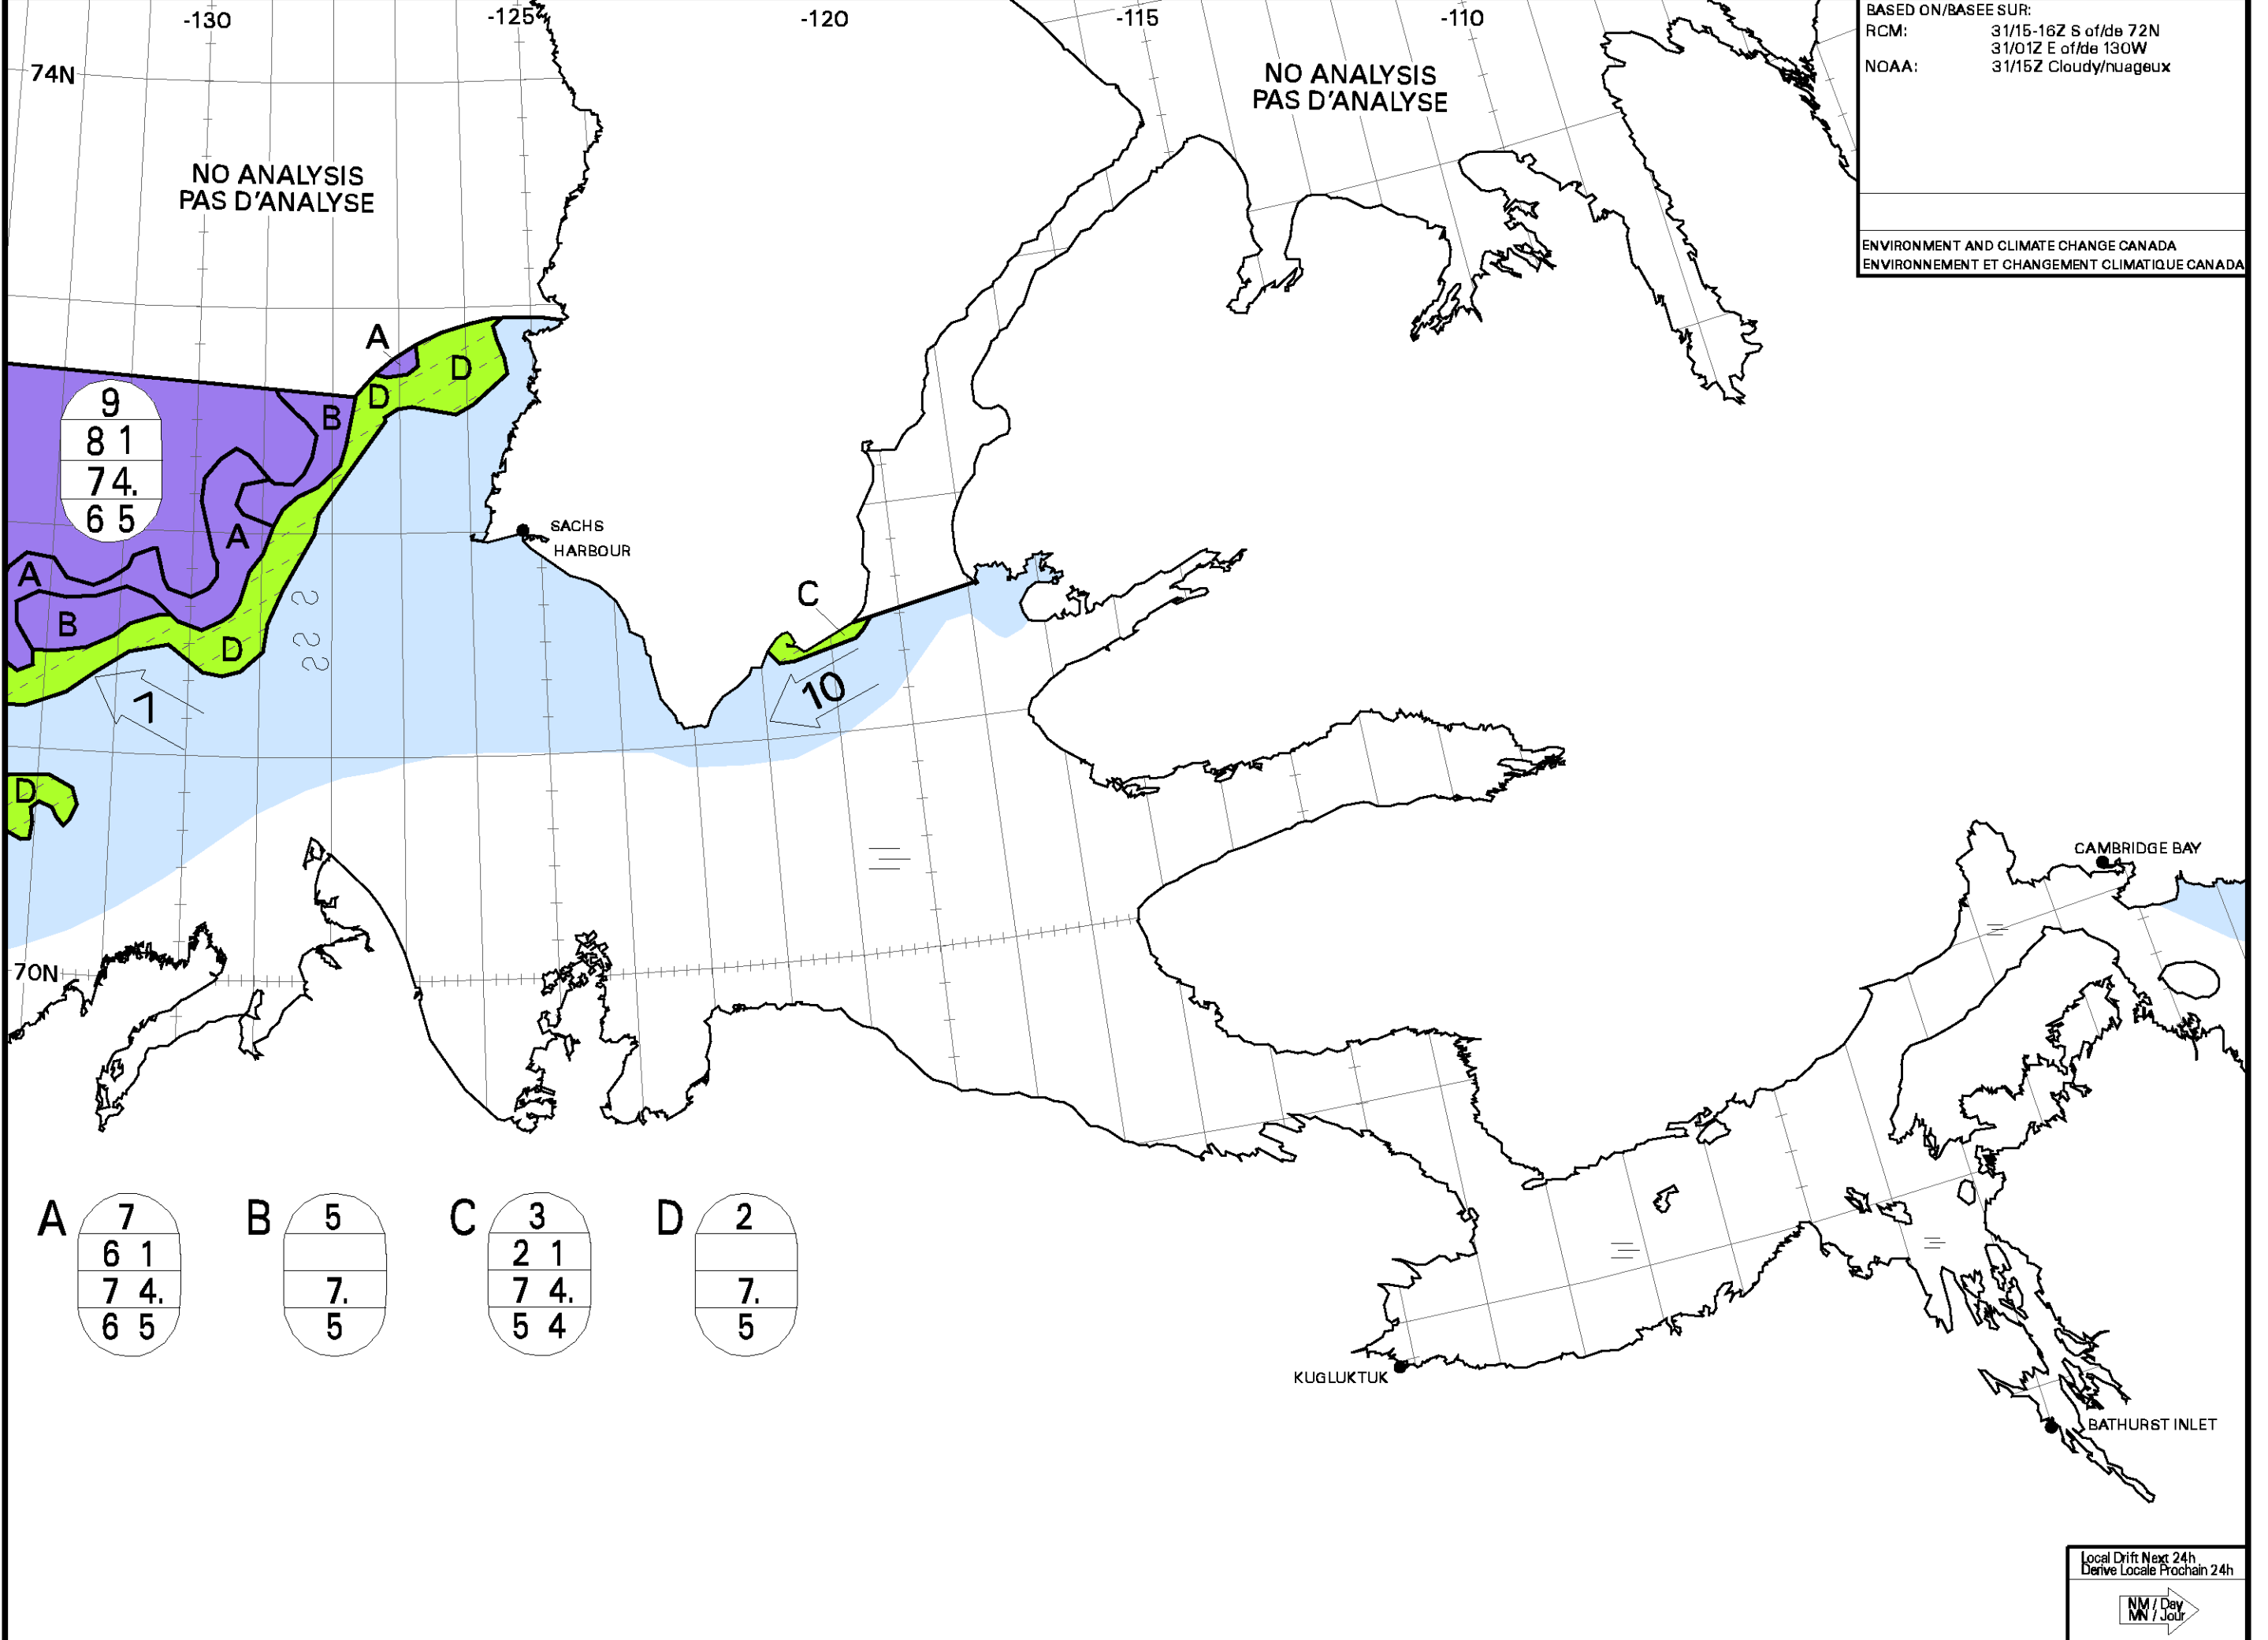 -130
-125
-120
-115
-110
74N
NO ANALYSIS
PAS D'ANALYSE
NO ANALYSIS
PAS D'ANALYSE
BASED ON/BASEE SUR:
RCM: 31/15-16Z S of/de 72N
31/01Z E of/de 130W
NOAA: 31/15Z Cloudy/nuageux
ENVIRONMENT AND CLIMATE CHANGE CANADA
ENVIRONNEMENT ET CHANGEMENT CLIMATIQUE CANADA
A
D
D
B
9
8 1
7 4.
6 5
A
SACHS
HARBOUR
A
B
D
C
10
7
D
CAMBRIDGE BAY
70N
A
7
6 1
7 4.
6 5
B
5
7.
5
C
3
2 1
7 4.
5 4
D
2
7.
5
KUGLUKTUK
BATHURST INLET
Local Drift Next 24h
Derive Locale Prochain 24h
NM / Day
MN / Jour